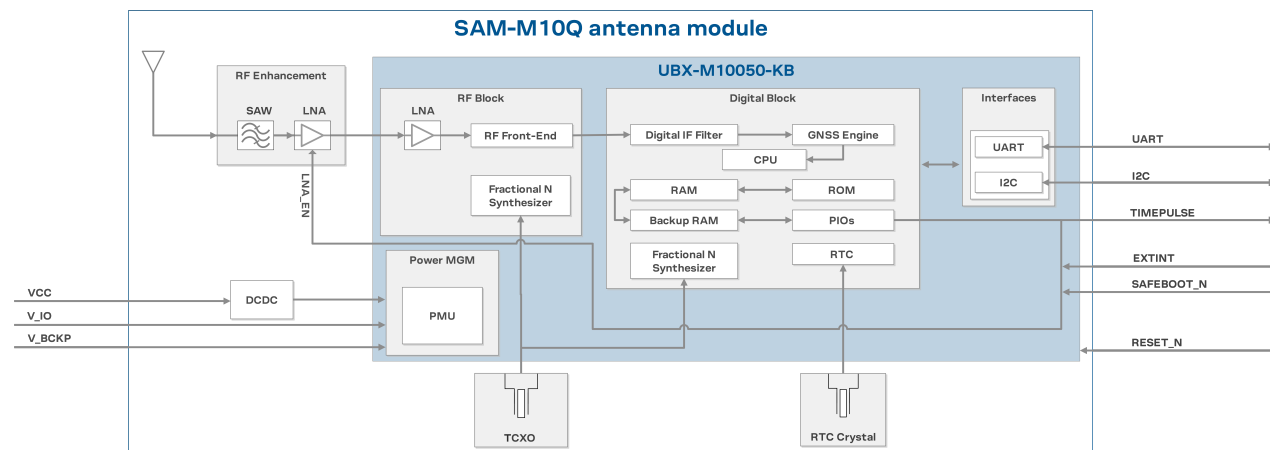 SAM-M10Q antenna module
UBX-M10050-KB
RF Enhancement
SAW
LNA
LNA_EN
RF Block
LNA
RF Front-End
Fractional N
Synthesizer
Digital Block
Digital IF Filter
GNSS Engine
CPU
RAM
ROM
Backup RAM
PIOs
Fractional N
Synthesizer
RTC
Interfaces
UART
I2C
UART
I2C
TIMEPULSE
EXTINT
SAFEBOOT_N
RESET_N
Power MGM
PMU
VCC
DCDC
V_IO
V_BCKP
TCXO
RTC Crystal